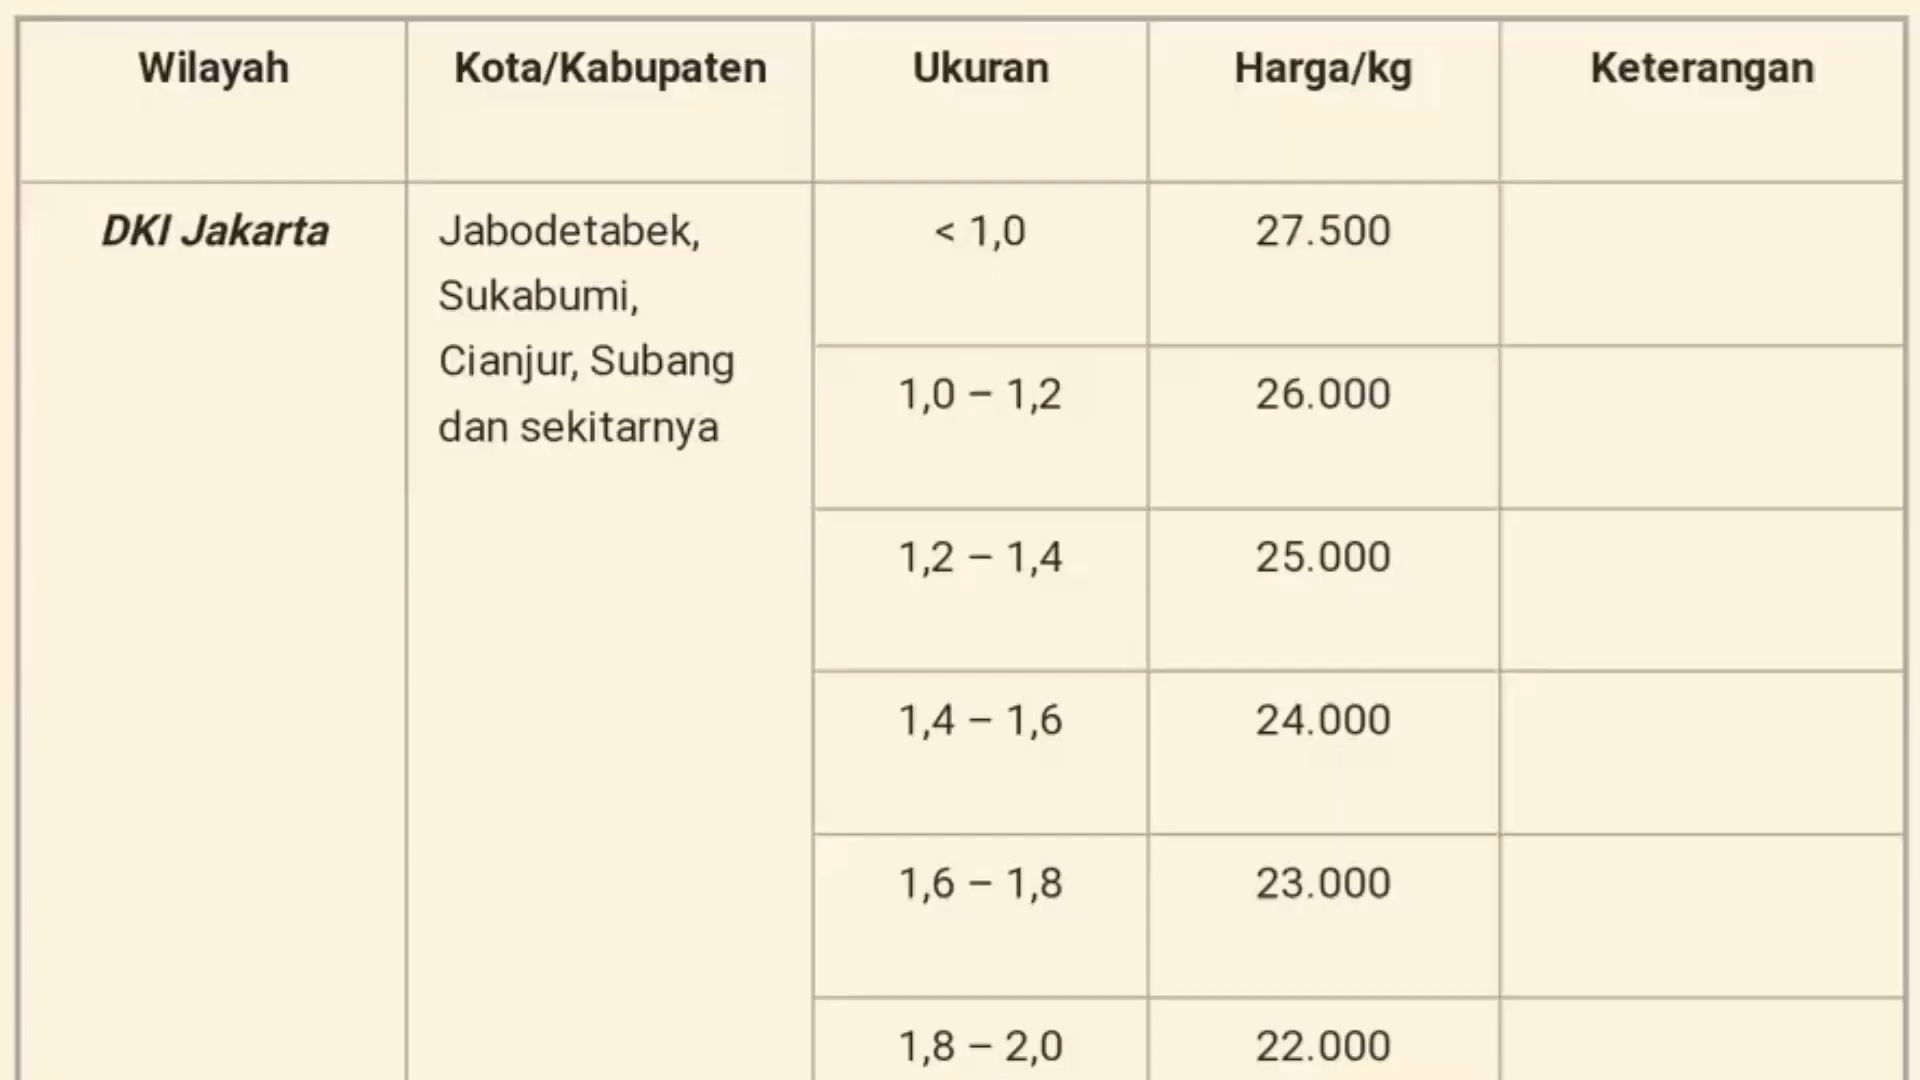 Wilayah Kota/Kabupaten Ukuran Harga/kg Keterangan
DKI Jakarta Jabodetabek, < 1,0 27.500
Sukabumi,
Cianjur, Subang 1,0 – 1,2 26.000
dan sekitarnya
1,2 – 1,4 25.000
1,4 – 1,6 24.000
1,6 – 1,8 23.000
1,8 – 2,0 22.000